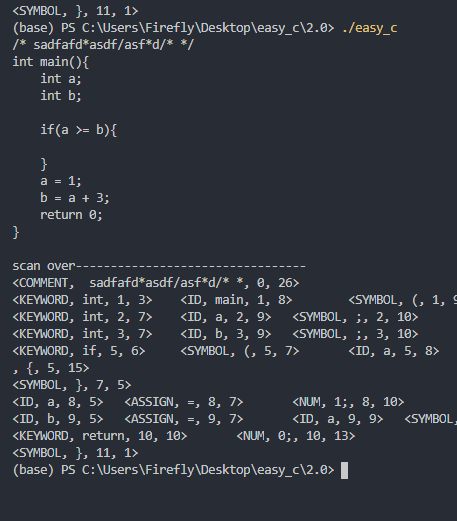 <SYMBOL, }, 11, 1>
(base) PS C:\Users\Firefly\Desktop\easy_c\2.0> ./easy_c
/* sadfafd*asdf/asf*d/* */
int main(){
    int a;
    int b;

    if(a >= b){

    }
    a = 1;
    b = a + 3;
    return 0;
}

scan over---------------------------------
<COMMENT,  sadfafd*asdf/asf*d/* *, 0, 26>
<KEYWORD, int, 1, 3>    <ID, main, 1, 8>        <SYMBOL, (, 1, 9
<KEYWORD, int, 2, 7>    <ID, a, 2, 9>   <SYMBOL, ;, 2, 10>
<KEYWORD, int, 3, 7>    <ID, b, 3, 9>   <SYMBOL, ;, 3, 10>
<KEYWORD, if, 5, 6>     <SYMBOL, (, 5, 7>       <ID, a, 5, 8>
, {, 5, 15>
<SYMBOL, }, 7, 5>
<ID, a, 8, 5>   <ASSIGN, =, 8, 7>       <NUM, 1;, 8, 10>
<ID, b, 9, 5>   <ASSIGN, =, 9, 7>       <ID, a, 9, 9>   <SYMBOL,
<KEYWORD, return, 10, 10>       <NUM, 0;, 10, 13>
<SYMBOL, }, 11, 1>
(base) PS C:\Users\Firefly\Desktop\easy_c\2.0>